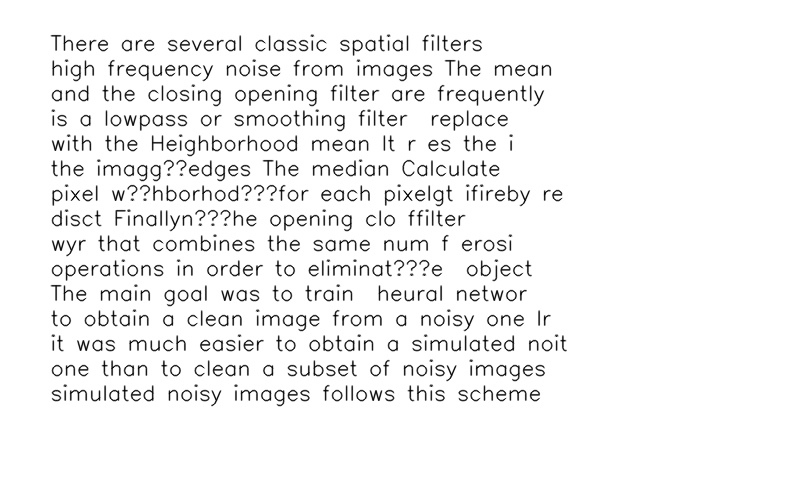 There are several classic spatial filters
high frequency noise from images The mean
and the closing opening filter are frequently
is a lowpass or smoothing filter replace
with the Heighborhood mean It r es the i
the imagg??edges The median Calculate
pixel w??hborhod???for each pixelgt ifireby re
disct Finallyn???he opening clo ffilter
wyr that combines the same num f erosi
operations in order to eliminat???e object
The main goal was to train heural networ
to obtain a clean image from a noisy one Ir
it was much easier to obtain a simulated noit
one than to clean a subset of noisy images
simulated noisy images follows this scheme